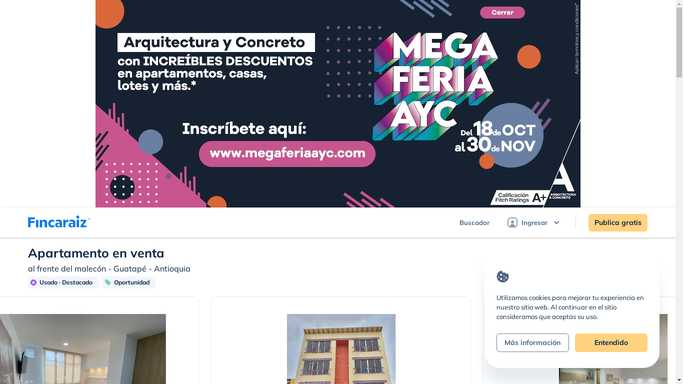 Cerrar
Arquitectura y Concreto
con INCREÍBLES DESCUENTOS
en apartamentos, casas,
lotes y más.*
MEGA
FERIA
AYC
Inscríbete aquí:
www.megaferiaayc.com
Del 18 de OCT
al 30 de NOV
Calificación
Fitch Ratings
A+
ARQUITECTURA
& CONCRETO
Fincaraiz
Buscador
Ingresar
Publica gratis
Apartamento en venta
al frente del malecón - Guatapé - Antioquia
Usado - Destacado
Oportunidad
Utilizamos cookies para mejorar tu experiencia en
nuestro sitio web. Al continuar en el sitio
consideramos que aceptas su uso.
Más información
Entendido